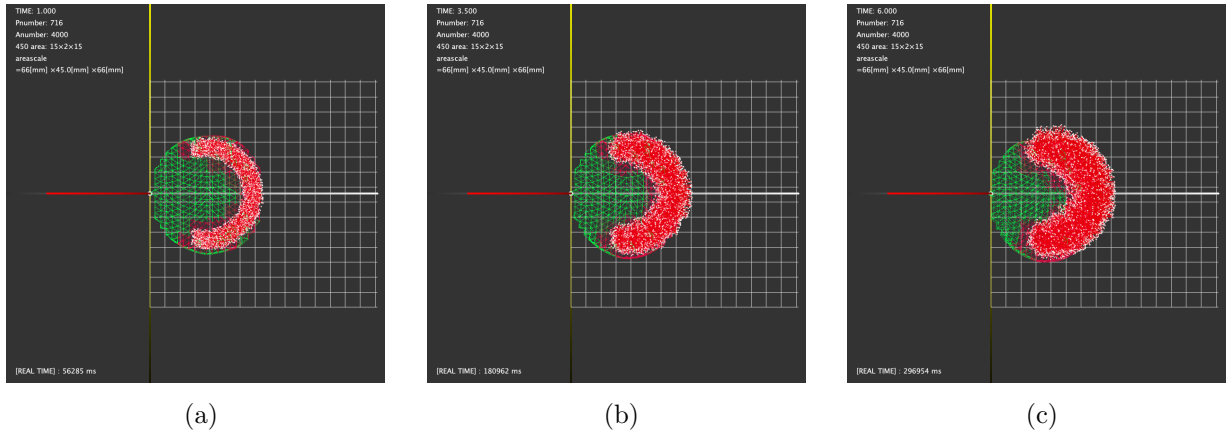 TIME: 1.000
Pnumber: 716
Anumber: 4000
450 area: 15×2×15
areascale
=66[mm] ×45.0[mm] ×66[mm]
[REAL TIME] : 56285 ms
(a)
TIME: 3.500
Pnumber: 716
Anumber: 4000
450 area: 15×2×15
areascale
=66[mm] ×45.0[mm] ×66[mm]
[REAL TIME] : 180962 ms
(b)
TIME: 6.000
Pnumber: 716
Anumber: 4000
450 area: 15×2×15
areascale
=66[mm] ×45.0[mm] ×66[mm]
[REAL TIME] : 296954 ms
(c)